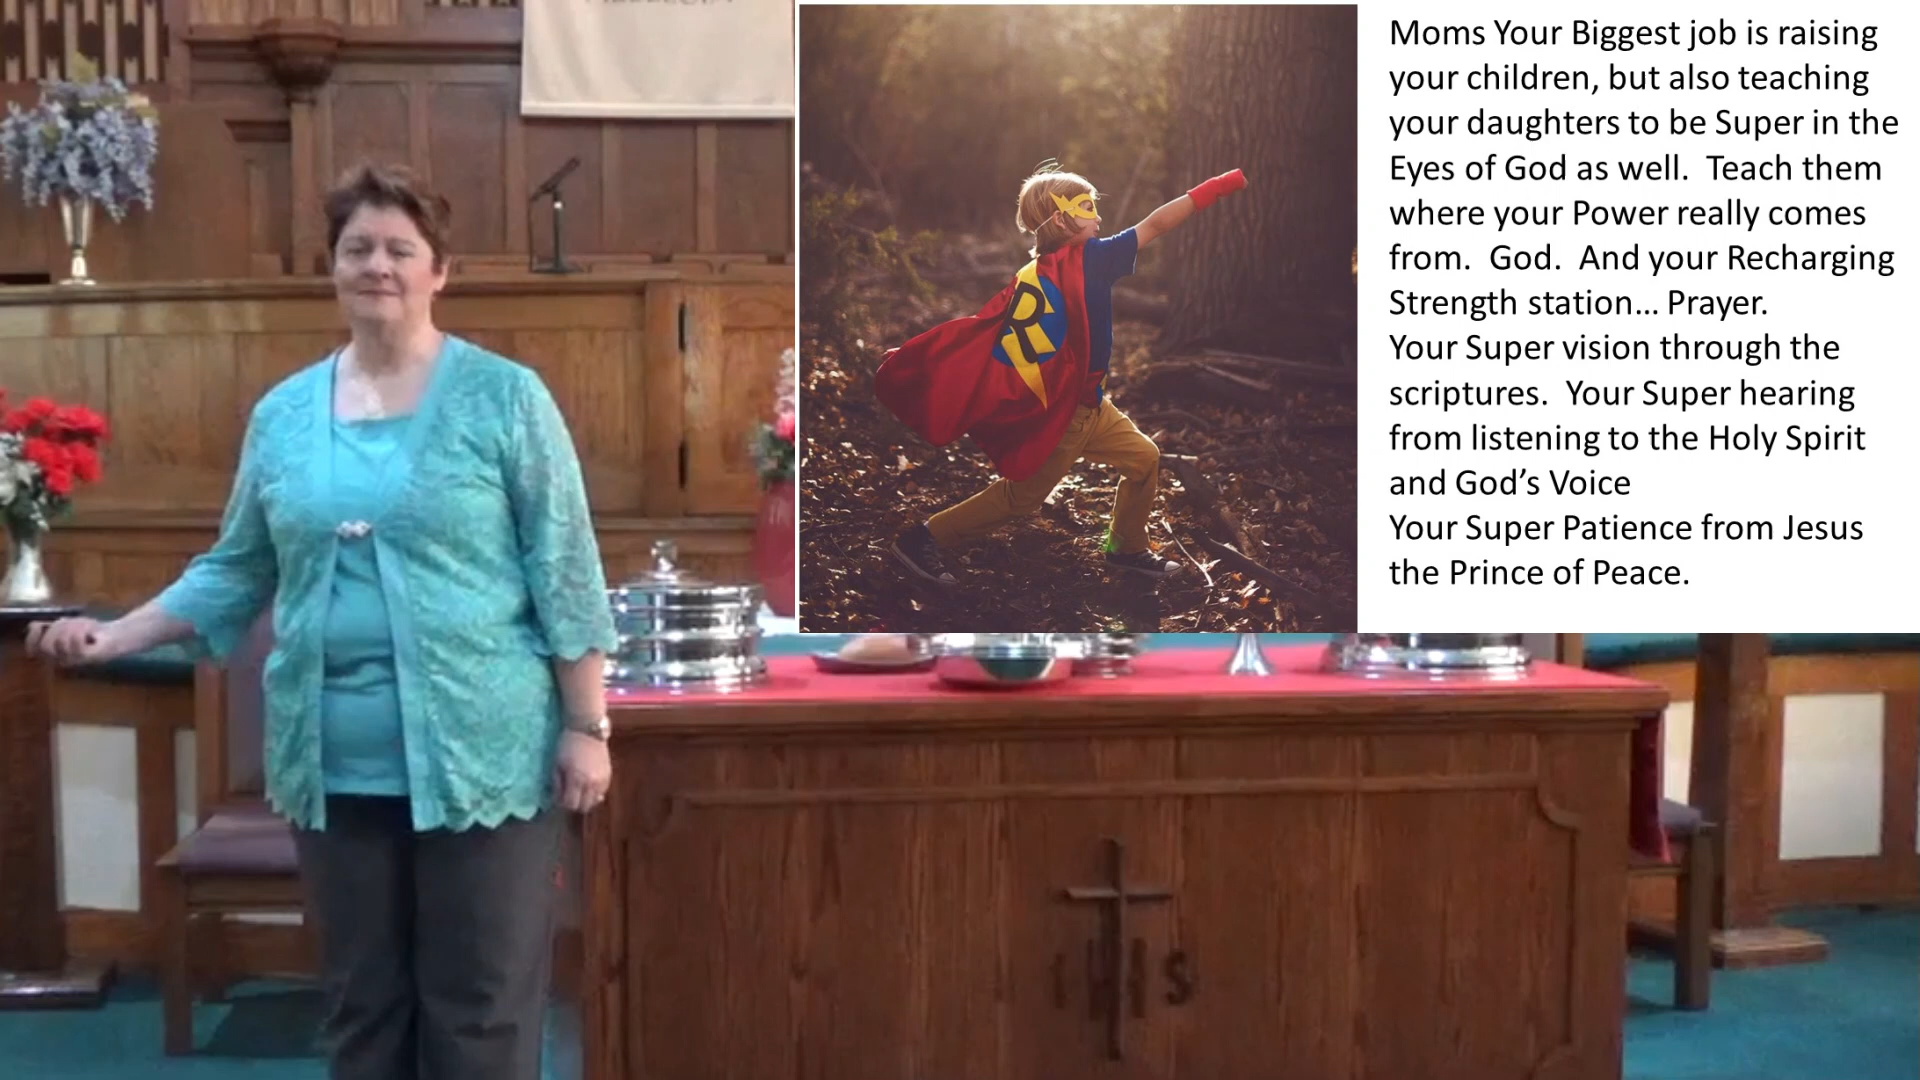 Moms Your Biggest job is raising
your children, but also teaching
your daughters to be Super in the
Eyes of God as well.  Teach them
where your Power really comes
from.  God.  And your Recharging
Strength station... Prayer.
Your Super vision through the
scriptures.  Your Super hearing
from listening to the Holy Spirit
and God’s Voice
Your Super Patience from Jesus
the Prince of Peace.
R
IHS